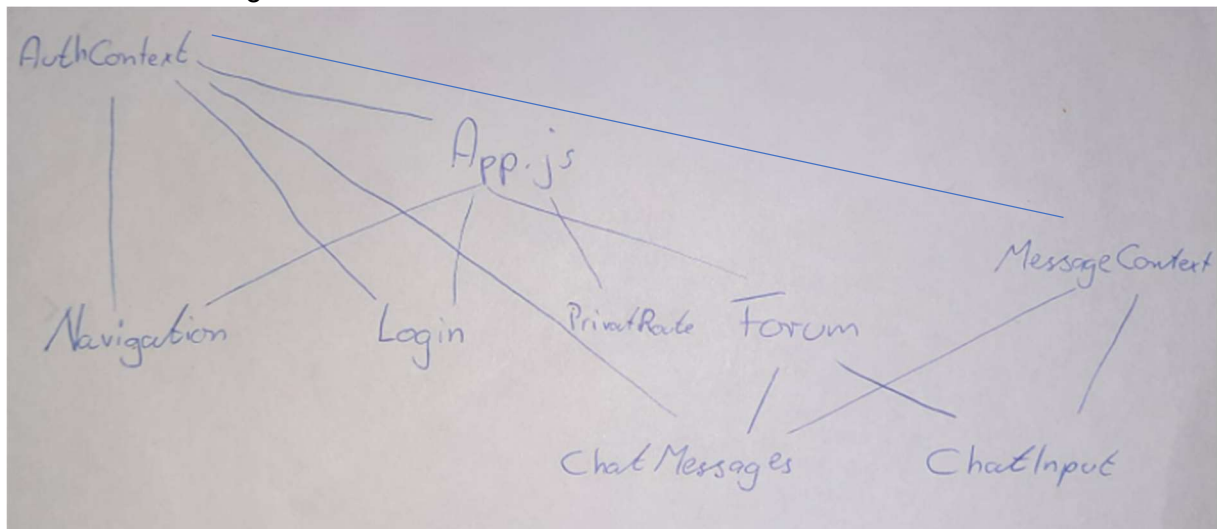 AuthContext
App.js
MessageContext
Navigation Login PrivatRoute Forum
ChatMessages ChatInput